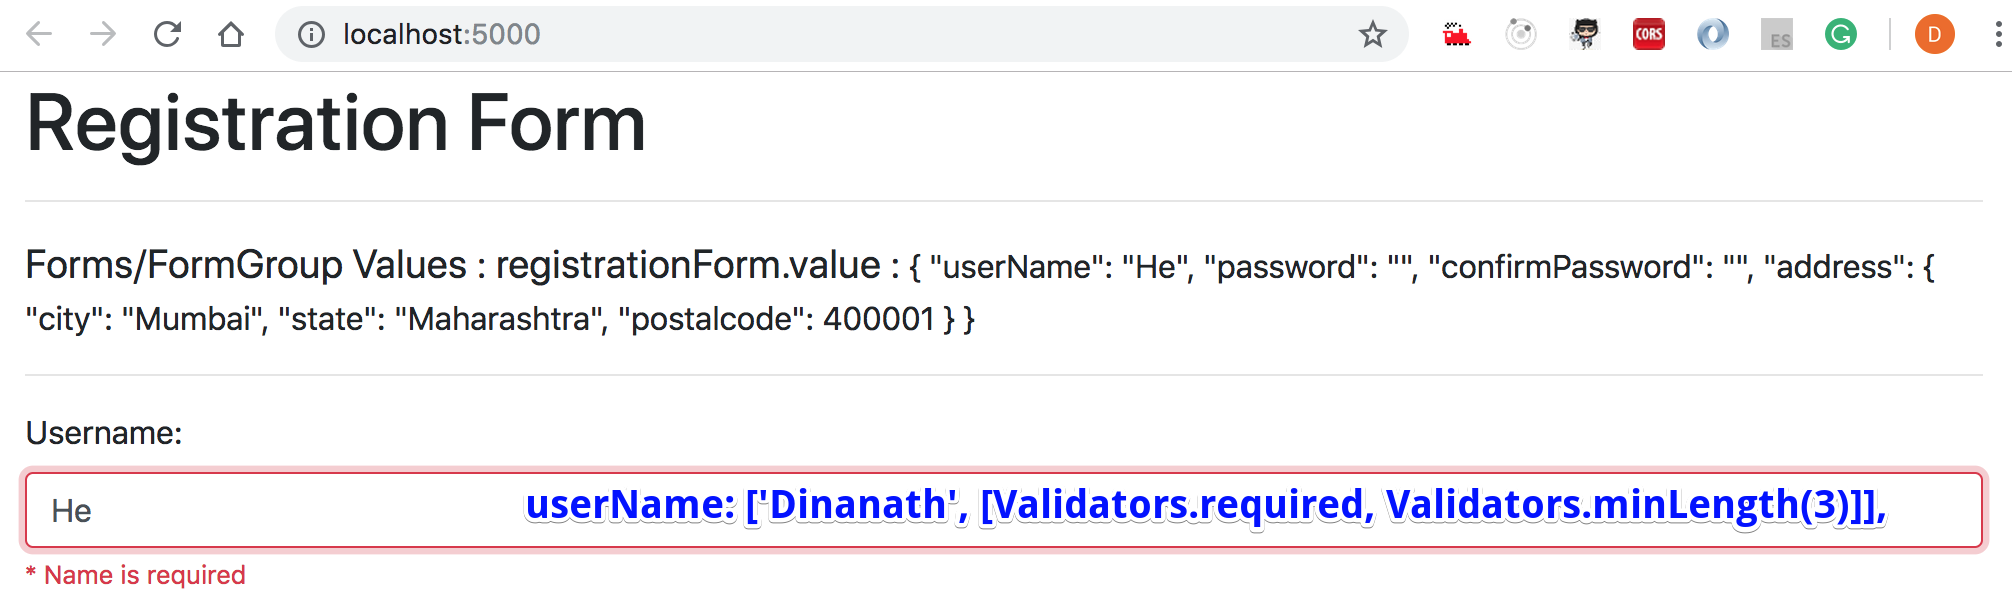 localhost:5000
CORS
ES
G
D
Registration Form
Forms/FormGroup Values : registrationForm.value : { "userName": "He", "password": "", "confirmPassword": "", "address": {
"city": "Mumbai", "state": "Maharashtra", "postalcode": 400001 } }
Username:
He
userName: ['Dinanath', [Validators.required, Validators.minLength(3)]],
* Name is required